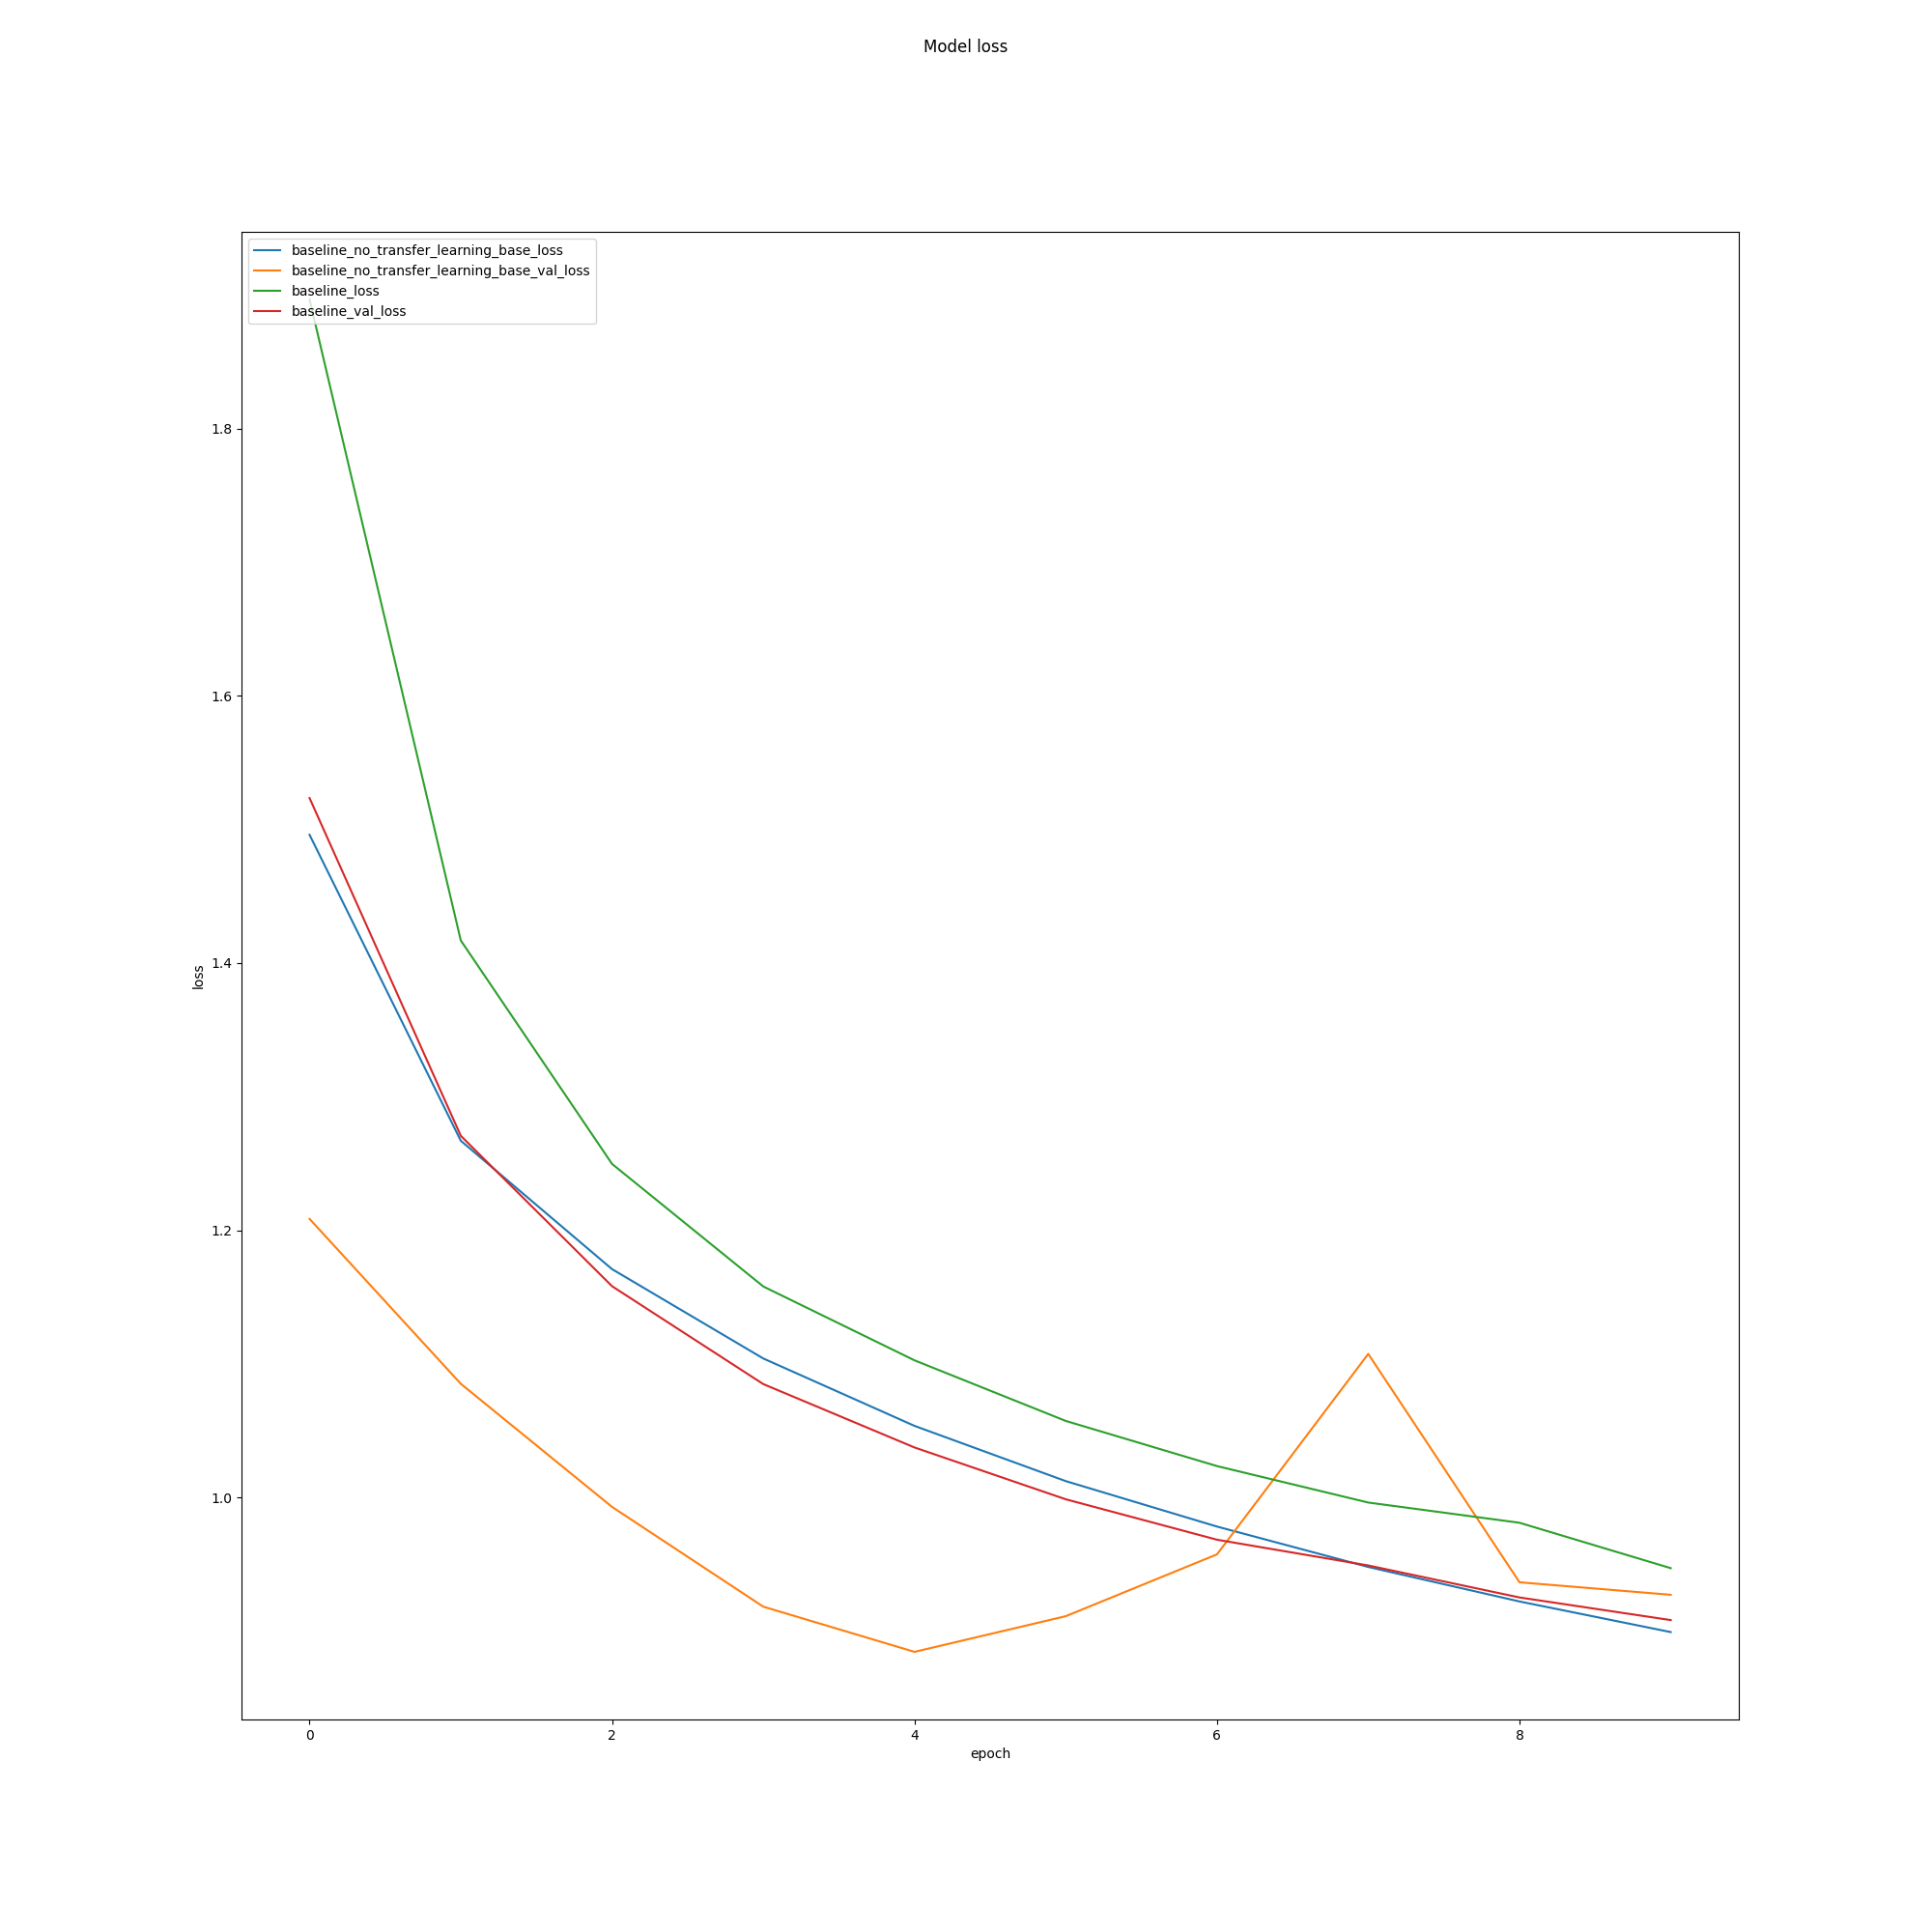 Model loss
baseline_no_transfer_learning_base_loss
baseline_no_transfer_learning_base_val_loss
baseline_loss
baseline_val_loss
1.8
1.6
1.4
1.2
1.0
loss
0 2 4 6 8
epoch